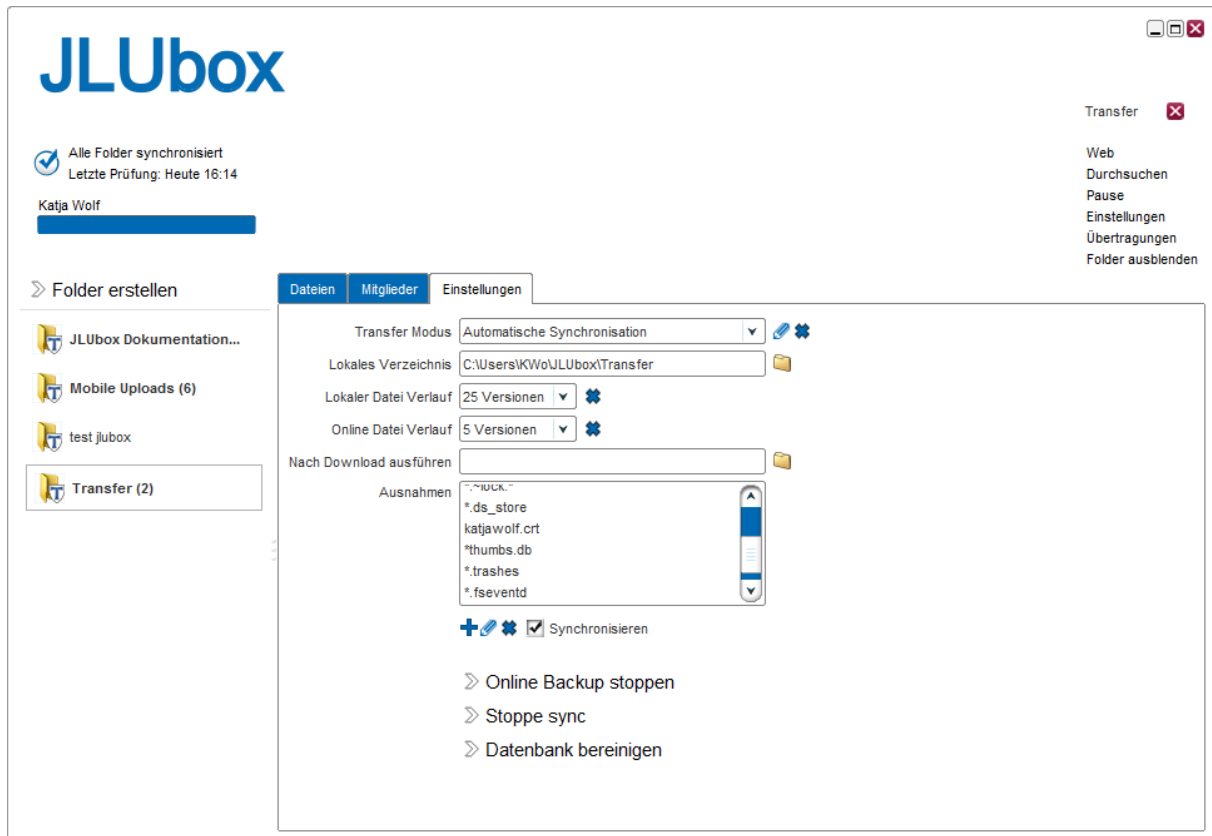 JLUbox
Transfer
Alle Folder synchronisiert
Letzte Prüfung: Heute 16:14
Katja Wolf
Web
Durchsuchen
Pause
Einstellungen
Übertragungen
Folder ausblenden
Folder erstellen
JLUbox Dokumentation...
Mobile Uploads (6)
test jlubox
Transfer (2)
Dateien Mitglieder Einstellungen
Transfer Modus Automatische Synchronisation
Lokales Verzeichnis C:\Users\KWo\JLUbox\Transfer
Lokaler Datei Verlauf 25 Versionen
Online Datei Verlauf 5 Versionen
Nach Download ausführen
Ausnahmen
*.~lock.*
*.ds_store
katjawolf.crt
*thumbs.db
*.trashes
*.fseventd
Synchronisieren
Online Backup stoppen
Stoppe sync
Datenbank bereinigen